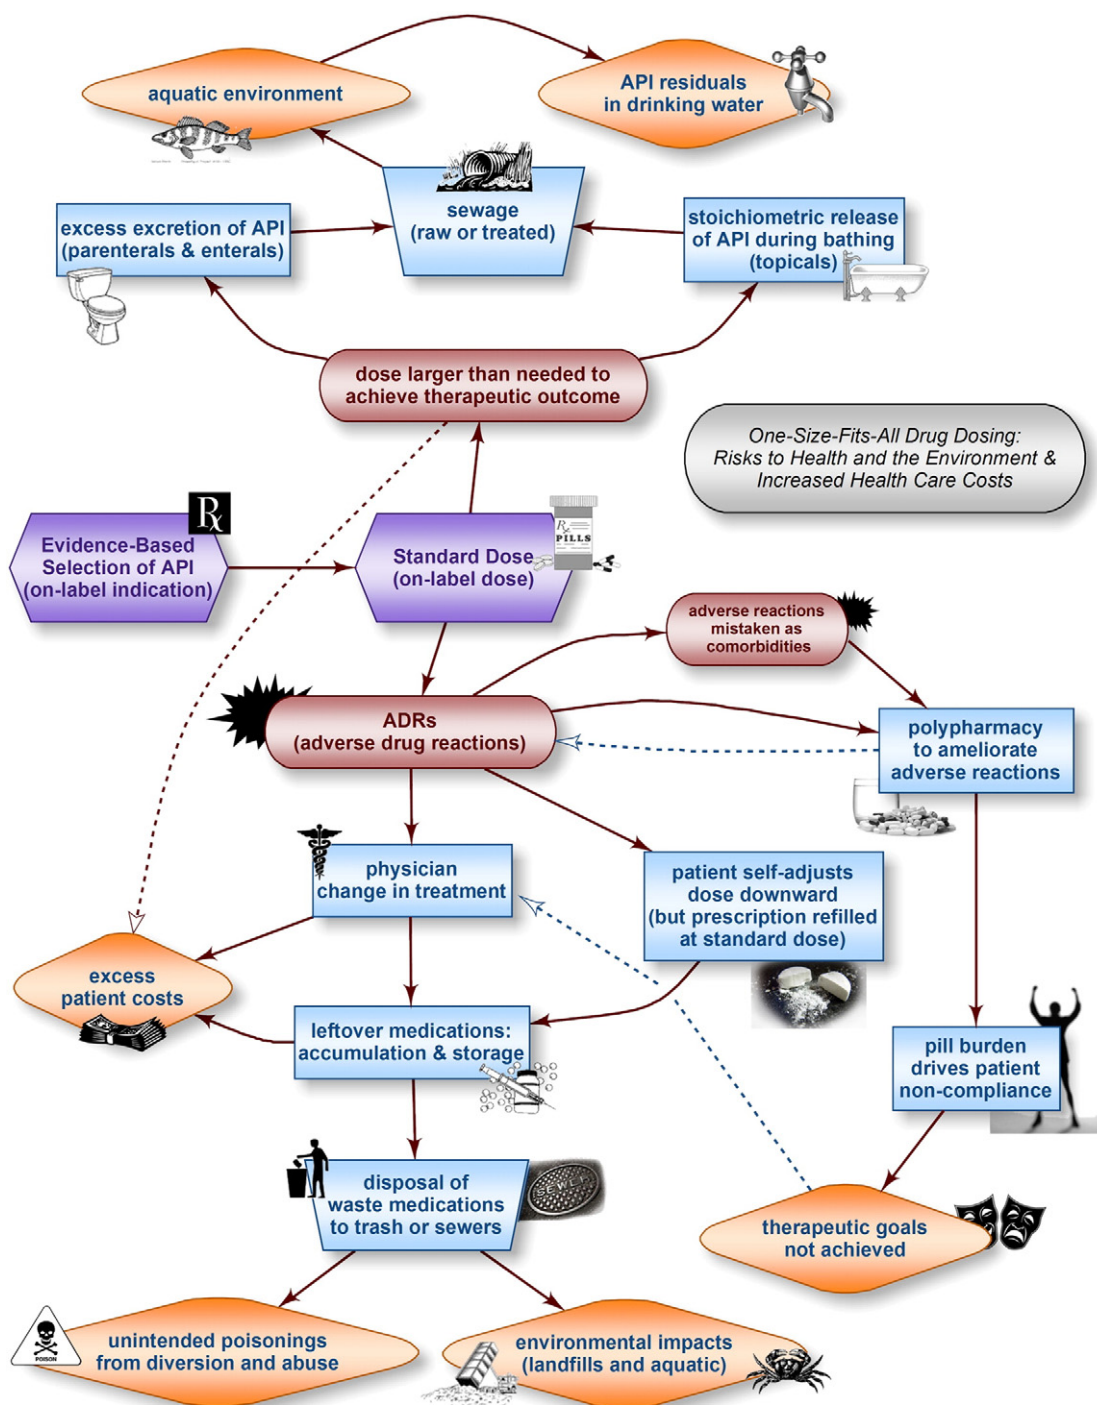 aquatic environment
API residuals
in drinking water
sewage
(raw or treated)
excess excretion of API
(parenterals & enterals)
stoichiometric release
of API during bathing
(topicals)
dose larger than needed to
achieve therapeutic outcome
One-Size-Fits-All Drug Dosing:
Risks to Health and the Environment &
Increased Health Care Costs
Rx
Evidence-Based
Selection of API
(on-label indication)
Standard Dose
(on-label dose)
Rx
PILLS
adverse reactions
mistaken as
comorbidities
ADRs
(adverse drug reactions)
polypharmacy
to ameliorate
adverse reactions
physician
change in treatment
patient self-adjusts
dose downward
(but prescription refilled
at standard dose)
excess
patient costs
leftover medications:
accumulation & storage
pill burden
drives patient
non-compliance
disposal of
waste medications
to trash or sewers
SEWER
therapeutic goals
not achieved
POISON
unintended poisonings
from diversion and abuse
environmental impacts
(landfills and aquatic)